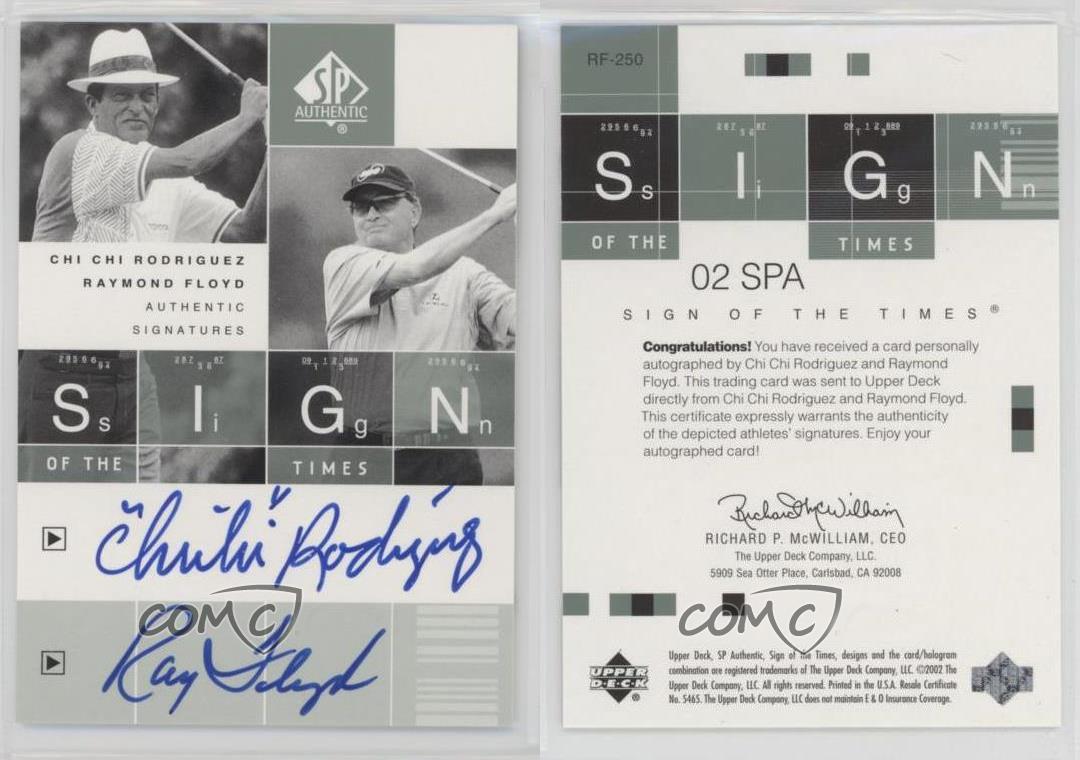 SP
AUTHENTIC
®
CHI CHI RODRIGUEZ
RAYMOND FLOYD
AUTHENTIC
SIGNATURES
Ss Ii Gg Nn
OF THE TIMES
Chi Chi Rodriguez
Ray Floyd
COMC
RF-250
Ss Ii Gg Nn
OF THE TIMES
02 SPA
SIGN OF THE TIMES®
Congratulations! You have received a card personally
autographed by Chi Chi Rodriguez and Raymond
Floyd. This trading card was sent to Upper Deck
directly from Chi Chi Rodriguez and Raymond Floyd.
This certificate expressly warrants the authenticity
of the depicted athletes' signatures. Enjoy your
autographed card!
Richard P. McWilliam
RICHARD P. McWILLIAM, CEO
The Upper Deck Company, LLC.
5909 Sea Otter Place, Carlsbad, CA 92008
COMC
UPPER
DECK
®
Upper Deck, SP Authentic, Sign of the Times, designs and the card/hologram
combination are registered trademarks of The Upper Deck Company, LLC. ©2002 The
Upper Deck Company, LLC. All rights reserved. Printed in the U.S.A. Resale Certificate
No. 5465. The Upper Deck Company, LLC does not maintain E & O Insurance Coverage.